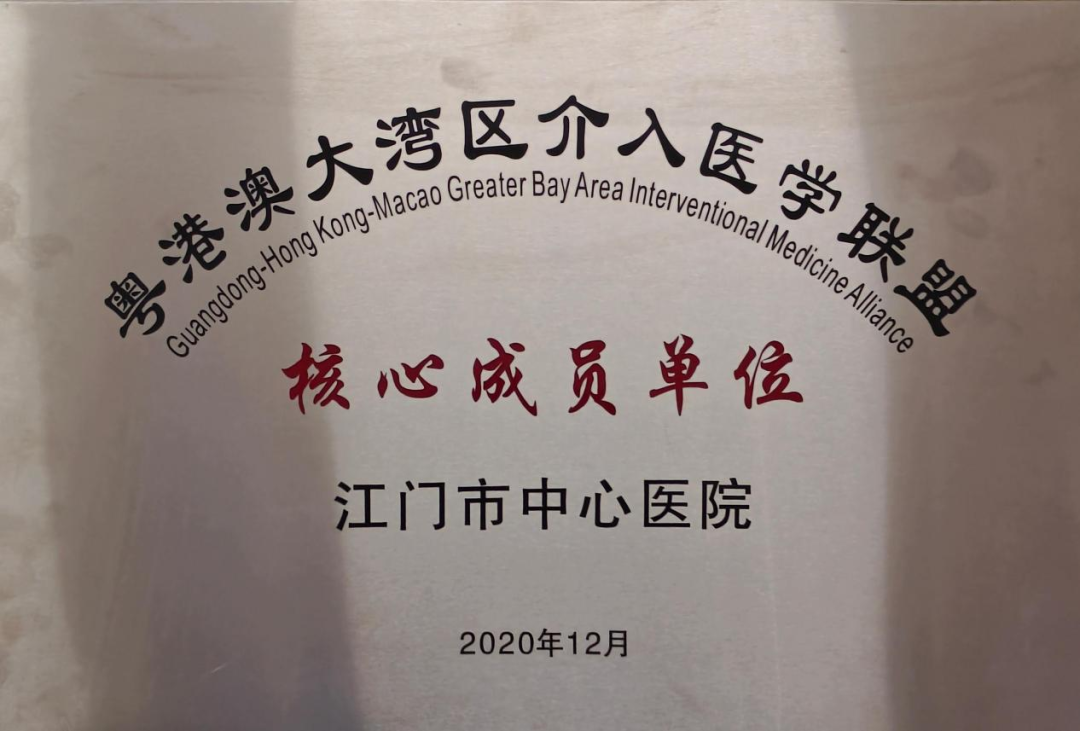 粤港澳大湾区介入医学联盟
Guangdong-Hong Kong-Macao Greater Bay Area Interventional Medicine Alliance
核心成员单位
江门市中心医院
2020年12月